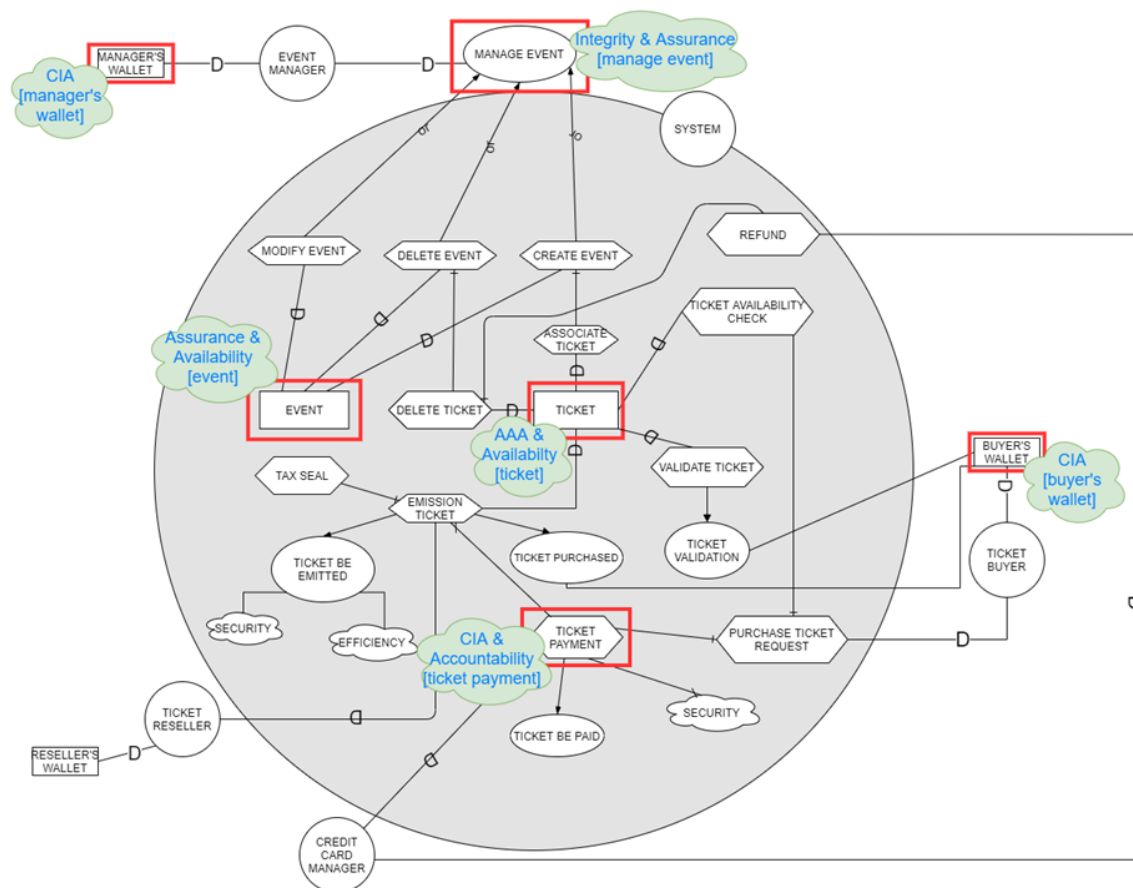 MANAGER'S
WALLET
CIA
[manager's
wallet]
D
EVENT
MANAGER
D
MANAGE EVENT
Integrity & Assurance
[manage event]
SYSTEM
or
or
or
MODIFY EVENT
DELETE EVENT
CREATE EVENT
REFUND
TICKET AVAILABILITY
CHECK
D
D
D
ASSOCIATE
TICKET
D
D
Assurance &
Availability
[event]
EVENT
DELETE TICKET
D
TICKET
AAA &
Availabilty
[ticket]
D
D
VALIDATE TICKET
BUYER'S
WALLET
CIA
[buyer's
wallet]
D
TAX SEAL
EMISSION
TICKET
TICKET BE
EMITTED
TICKET PURCHASED
TICKET
VALIDATION
TICKET
BUYER
D
SECURITY
EFFICIENCY
CIA &
Accountability
[ticket payment]
TICKET
PAYMENT
PURCHASE TICKET
REQUEST
D
TICKET
RESELLER
D
SECURITY
TICKET BE PAID
RESELLER'S
WALLET
D
D
CREDIT
CARD
MANAGER